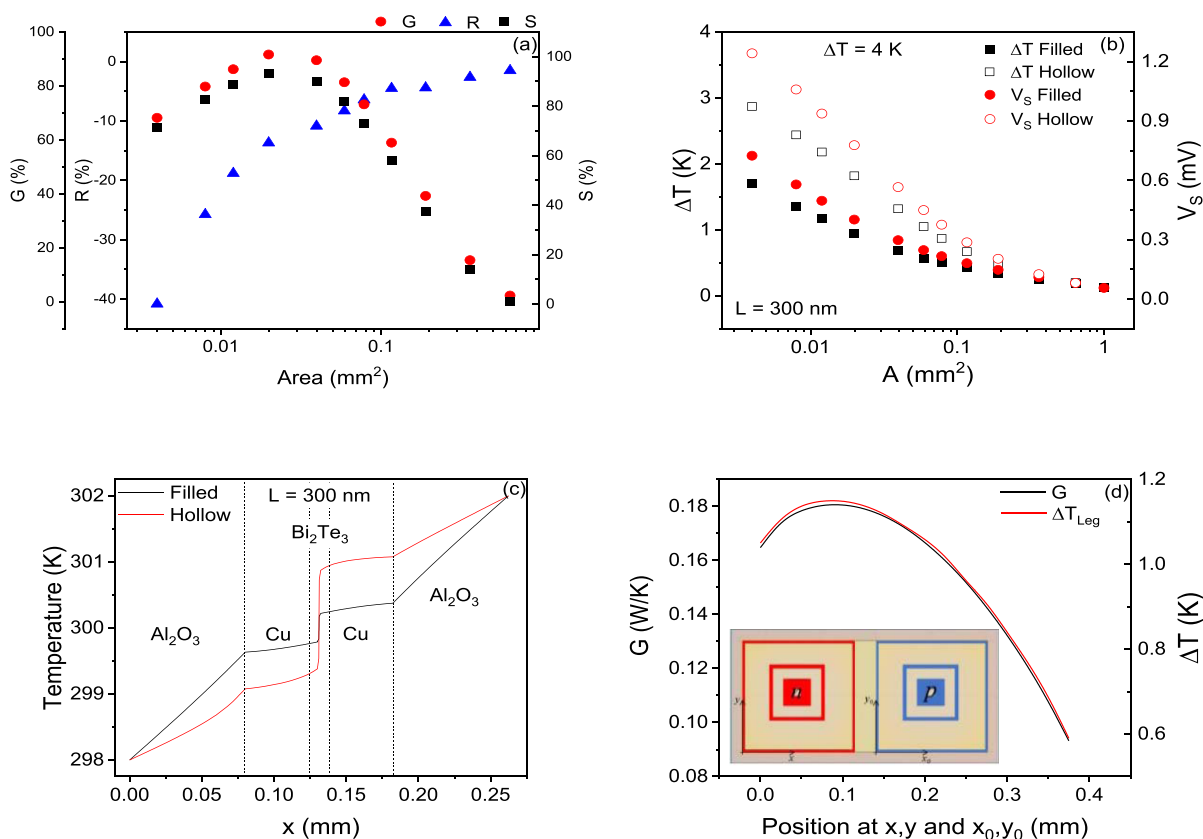 G R S
(a)
100
80
60
40
20
0
G (%)
0
-10
-20
-30
-40
R (%)
100
80
60
40
20
0
S (%)
0.01 0.1
Area (mm²)
ΔT = 4 K
(b)
ΔT Filled
ΔT Hollow
V_S Filled
V_S Hollow
4
3
2
1
0
ΔT (K)
1.2
0.9
0.6
0.3
0.0
V_S (mV)
L = 300 nm
0.01 0.1 1
A (mm²)
Filled
Hollow
L = 300 nm
(c)
302
301
300
299
298
Temperature (K)
Bi₂Te₃
Al₂O₃
Cu
Cu
Al₂O₃
0.00 0.05 0.10 0.15 0.20 0.25
x (mm)
G
ΔT_Leg
(d)
0.18
0.16
0.14
0.12
0.10
0.08
G (W/K)
1.2
1.0
0.8
0.6
ΔT (K)
n
p
y
x
y₀
x₀
0.0 0.1 0.2 0.3 0.4
Position at x,y and x₀,y₀ (mm)